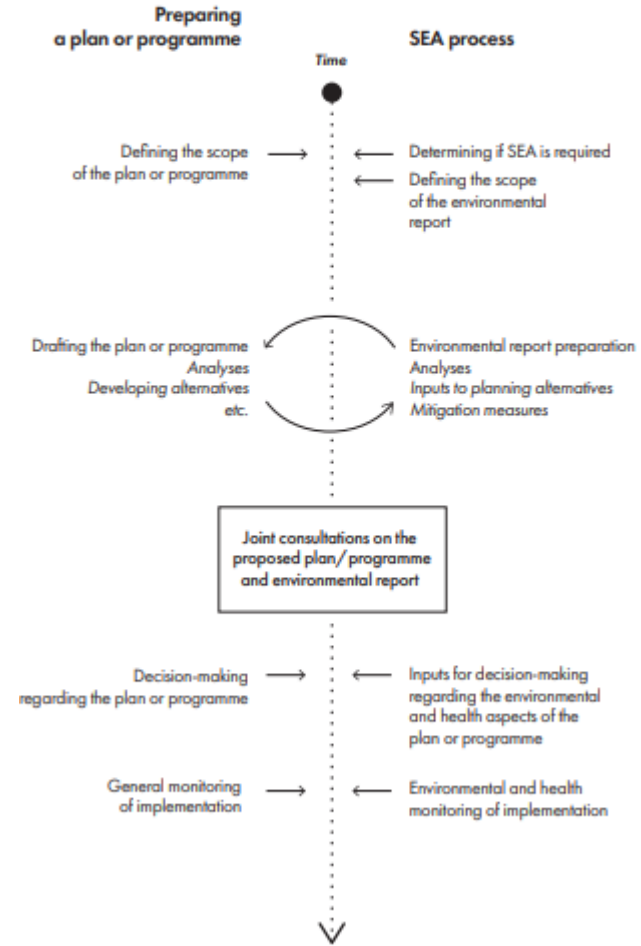 Preparing
a plan or programme
SEA process
Time
Defining the scope
of the plan or programme
Determining if SEA is required
Defining the scope
of the environmental
report
Drafting the plan or programme
Analyses
Developing alternatives
etc.
Environmental report preparation
Analyses
Inputs to planning alternatives
Mitigation measures
Joint consultations on the
proposed plan/programme
and environmental report
Decision-making
regarding the plan or programme
Inputs for decision-making
regarding the environmental
and health aspects of the
plan or programme
General monitoring
of implementation
Environmental and health
monitoring of implementation